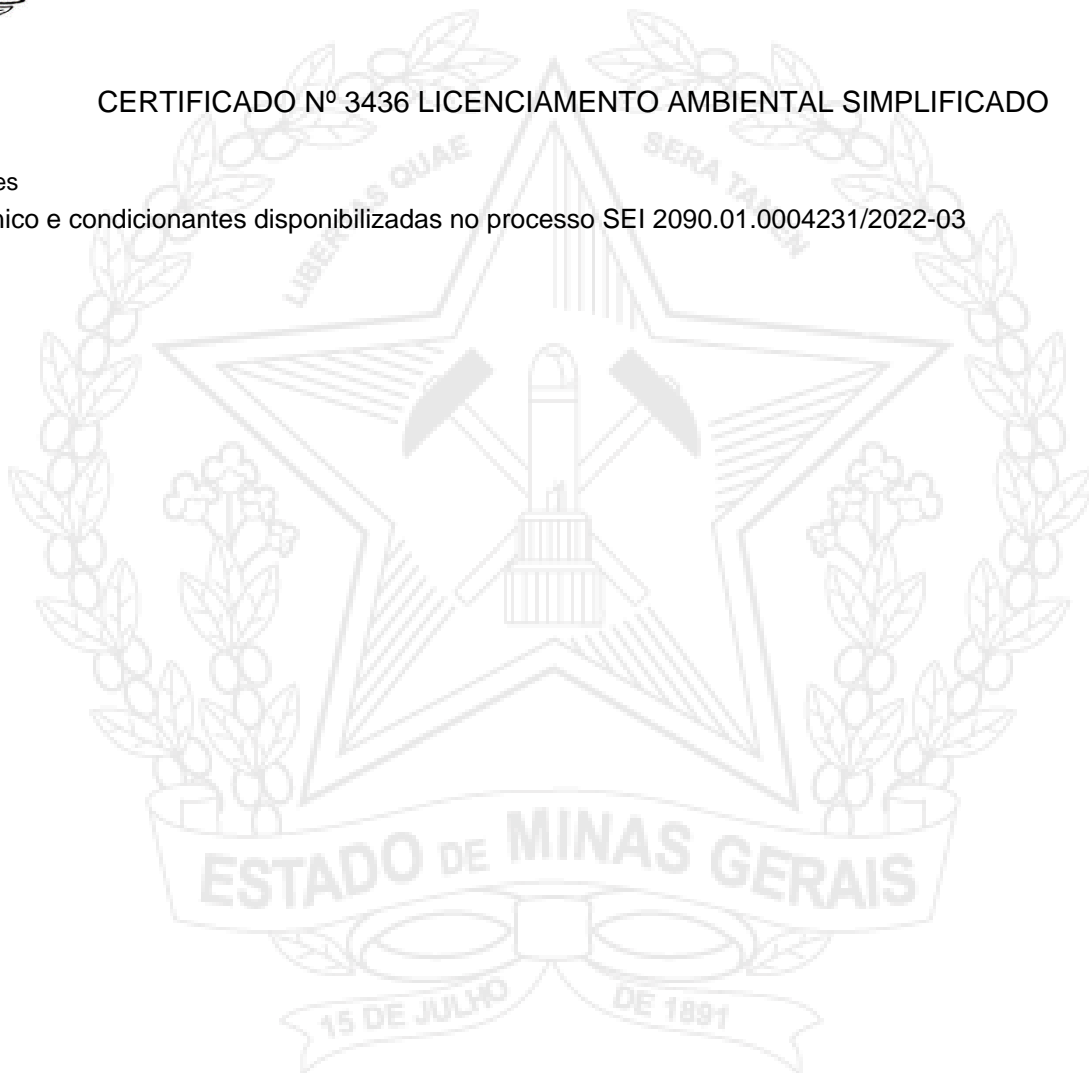 CERTIFICADO Nº 3436 LICENCIAMENTO AMBIENTAL SIMPLIFICADO
es
nico e condicionantes disponibilizadas no processo SEI 2090.01.0004231/2022-03
LIBERTAS QUAE SERA TAMEN
ESTADO DE MINAS GERAIS
15 DE JULHO DE 1891